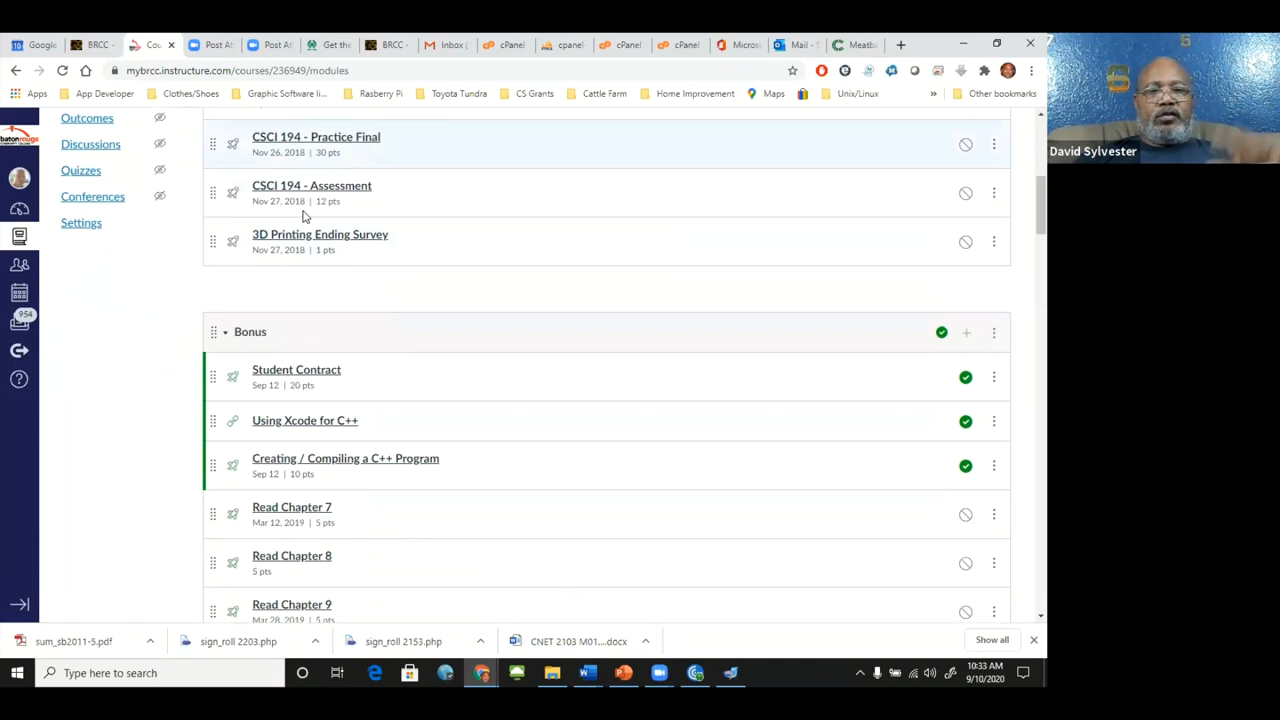 Google
BRCC -
Cou
Post At
Post At
Get the
BRCC -
Inbox (
cPanel
cpanel
cPanel
cPanel
Micros
Mail -
Meatb
mybrcc.instructure.com/courses/236949/modules
Apps
App Developer
Clothes/Shoes
Graphic Software li...
Rasberry Pi
Toyota Tundra
CS Grants
Cattle Farm
Home Improvement
Maps
Unix/Linux
»
Other bookmarks
David Sylvester
batonrouge
954
Outcomes
Discussions
Quizzes
Conferences
Settings
CSCI 194 - Practice Final
Nov 26, 2018 | 30 pts
CSCI 194 - Assessment
Nov 27, 2018 | 12 pts
3D Printing Ending Survey
Nov 27, 2018 | 1 pts
Bonus
Student Contract
Sep 12 | 20 pts
Using Xcode for C++
Creating / Compiling a C++ Program
Sep 12 | 10 pts
Read Chapter 7
Mar 12, 2019 | 5 pts
Read Chapter 8
5 pts
Read Chapter 9
Mar 28, 2019 | 5 pts
sum_sb2011-5.pdf
sign_roll 2203.php
sign_roll 2153.php
CNET 2103 M01....docx
Show all
Type here to search
10:33 AM
9/10/2020